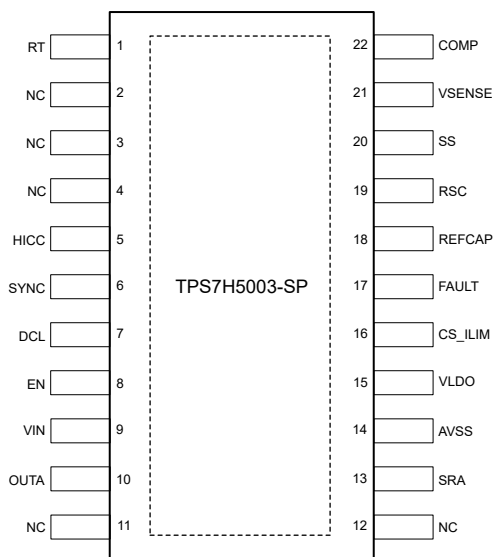 RT 1 22 COMP
NC 2 21 VSENSE
NC 3 20 SS
NC 4 19 RSC
HICC 5 18 REFCAP
SYNC 6 TPS7H5003-SP 17 FAULT
DCL 7 16 CS_ILIM
EN 8 15 VLDO
VIN 9 14 AVSS
OUTA 10 13 SRA
NC 11 12 NC